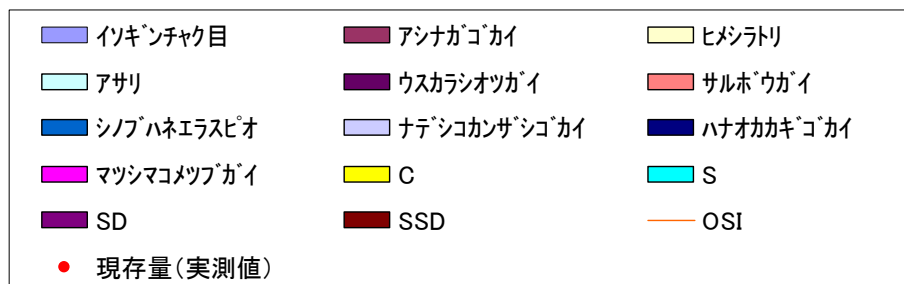 ｲｿｷﾞﾝﾁｬｸ目 ｱｼﾅｶﾞｺﾞｶｲ ﾋﾒｼﾗﾄﾘ
ｱｻﾘ ｳｽｶﾗｼｵﾂｶﾞｲ ｻﾙﾎﾞｳｶﾞｲ
ｼﾉﾌﾞﾊﾈｴﾗｽﾋﾟｵ ﾅﾃﾞｼｺｶﾝｻﾞｼｺﾞｶｲ ﾊﾅｵｶｶｷﾞｺﾞｶｲ
ﾏﾂｼﾏｺﾒﾂﾌﾞｶﾞｲ C S
SD SSD OSI
現存量（実測値）